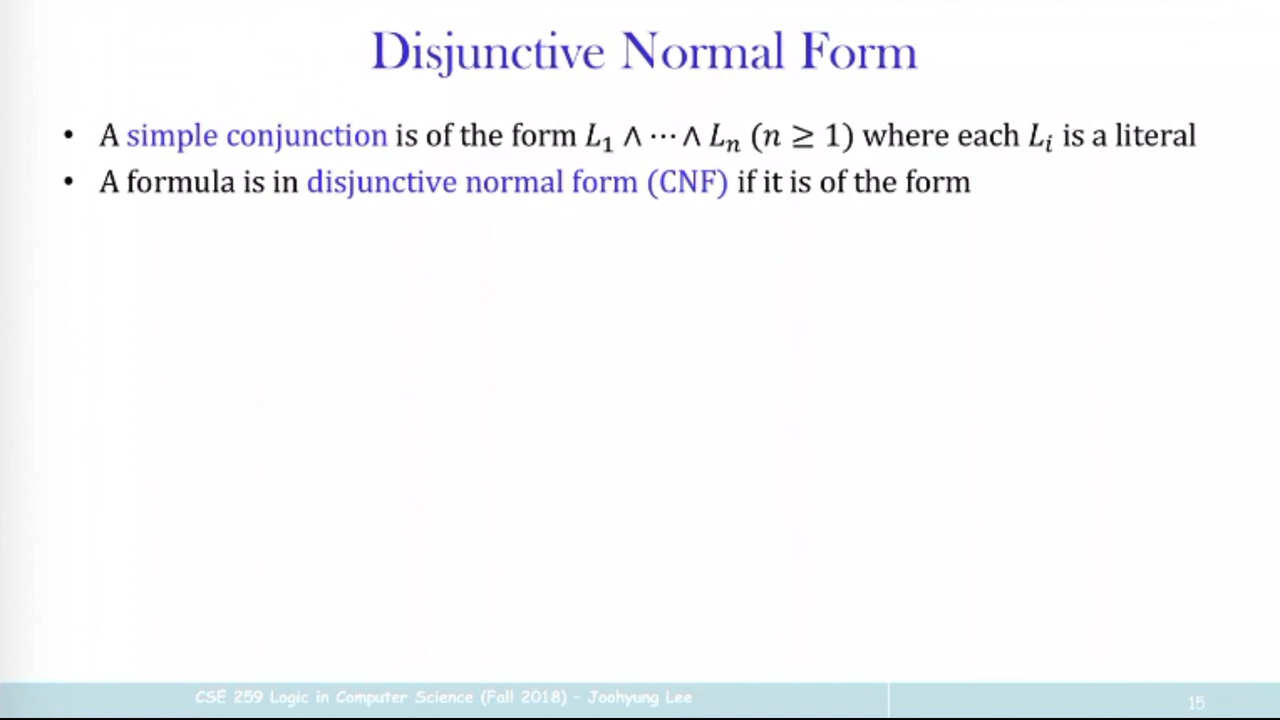 Disjunctive Normal Form
• A simple conjunction is of the form L₁ ∧ ⋯ ∧ Lₙ (n ≥ 1) where each Lᵢ is a literal
• A formula is in disjunctive normal form (CNF) if it is of the form
CSE 259 Logic in Computer Science (Fall 2018) - Joohyung Lee
15